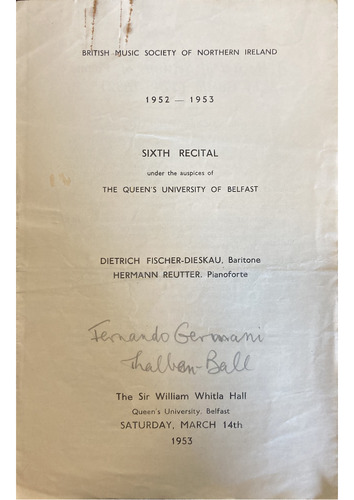 BRITISH MUSIC SOCIETY OF NORTHERN IRELAND
1952 — 1953
SIXTH RECITAL
under the auspices of
THE QUEEN'S UNIVERSITY OF BELFAST
DIETRICH FISCHER-DIESKAU, Baritone
HERMANN REUTTER, Pianoforte
Fernando Germani
Thalben-Ball
The Sir William Whitla Hall
Queen's University, Belfast
SATURDAY, MARCH 14th
1953